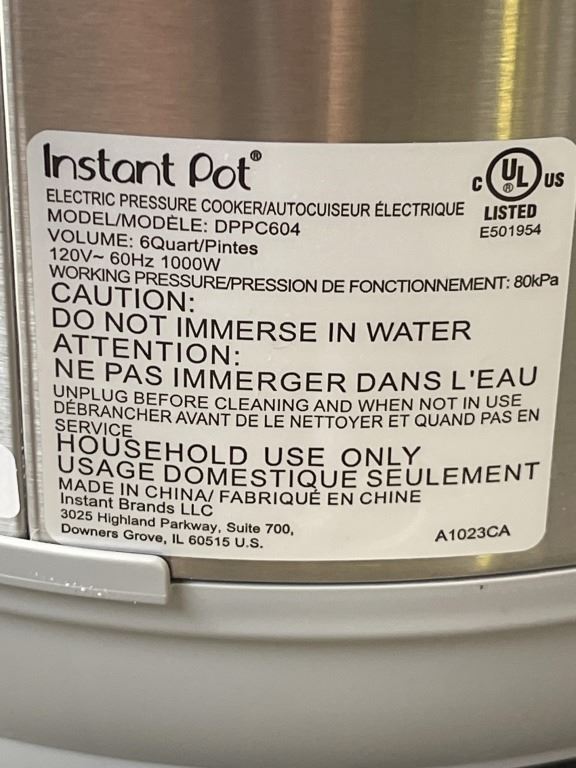 Instant Pot®
C UL® US
LISTED
E501954
ELECTRIC PRESSURE COOKER/AUTOCUISEUR ÉLECTRIQUE
MODEL/MODÈLE: DPPC604
VOLUME: 6Quart/Pintes
120V~ 60Hz 1000W
WORKING PRESSURE/PRESSION DE FONCTIONNEMENT: 80kPa
CAUTION:
DO NOT IMMERSE IN WATER
ATTENTION:
NE PAS IMMERGER DANS L'EAU
UNPLUG BEFORE CLEANING AND WHEN NOT IN USE
DÉBRANCHER AVANT DE LE NETTOYER ET QUAND PAS EN
SERVICE
HOUSEHOLD USE ONLY
USAGE DOMESTIQUE SEULEMENT
MADE IN CHINA/ FABRIQUÉ EN CHINE
Instant Brands LLC
3025 Highland Parkway, Suite 700,
Downers Grove, IL 60515 U.S.
A1023CA